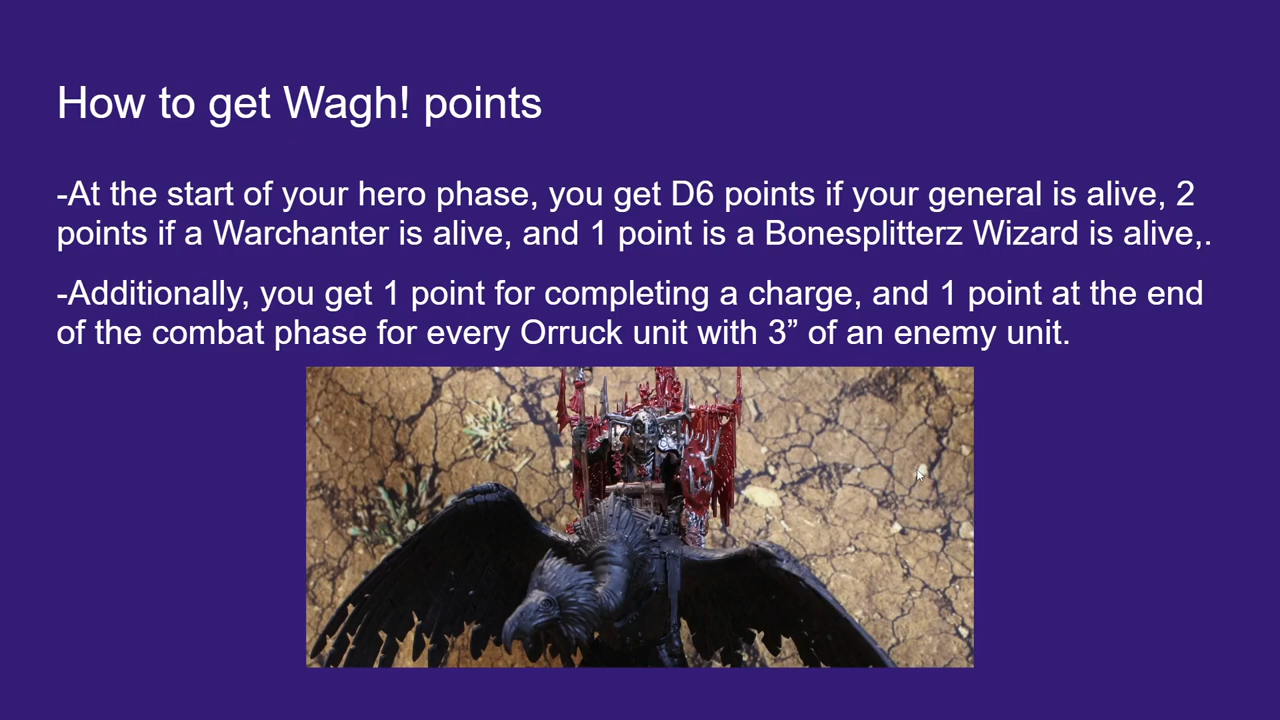 How to get Wagh! points
-At the start of your hero phase, you get D6 points if your general is alive, 2
points if a Warchanter is alive, and 1 point is a Bonesplitterz Wizard is alive,.
-Additionally, you get 1 point for completing a charge, and 1 point at the end
of the combat phase for every Orruck unit with 3” of an enemy unit.